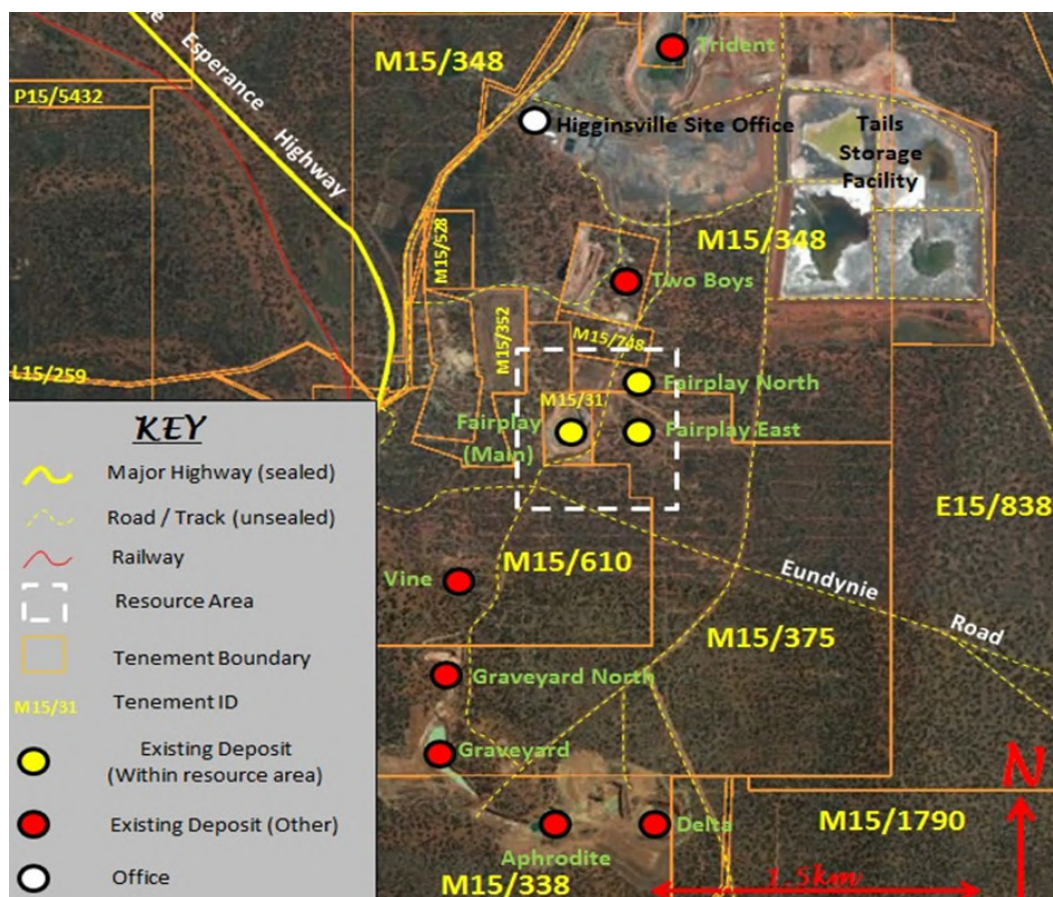 Esperance
Highway
M15/348
Trident
P15/5432
Higginsville Site Office
Tails
Storage
Facility
M15/528
M15/348
Two Boys
M15/352
M15/748
L15/259
Fairplay North
M15/31
Fairplay
(Main)
Fairplay East
KEY
Major Highway (sealed)
Road / Track (unsealed)
Railway
Resource Area
Tenement Boundary
M15/31
Tenement ID
Existing Deposit
(Within resource area)
Existing Deposit (Other)
Office
E15/838
M15/610
Vine
Eundynie
Road
M15/375
Graveyard North
Graveyard
N
Aphrodite
Delta
M15/1790
M15/338
1.5km